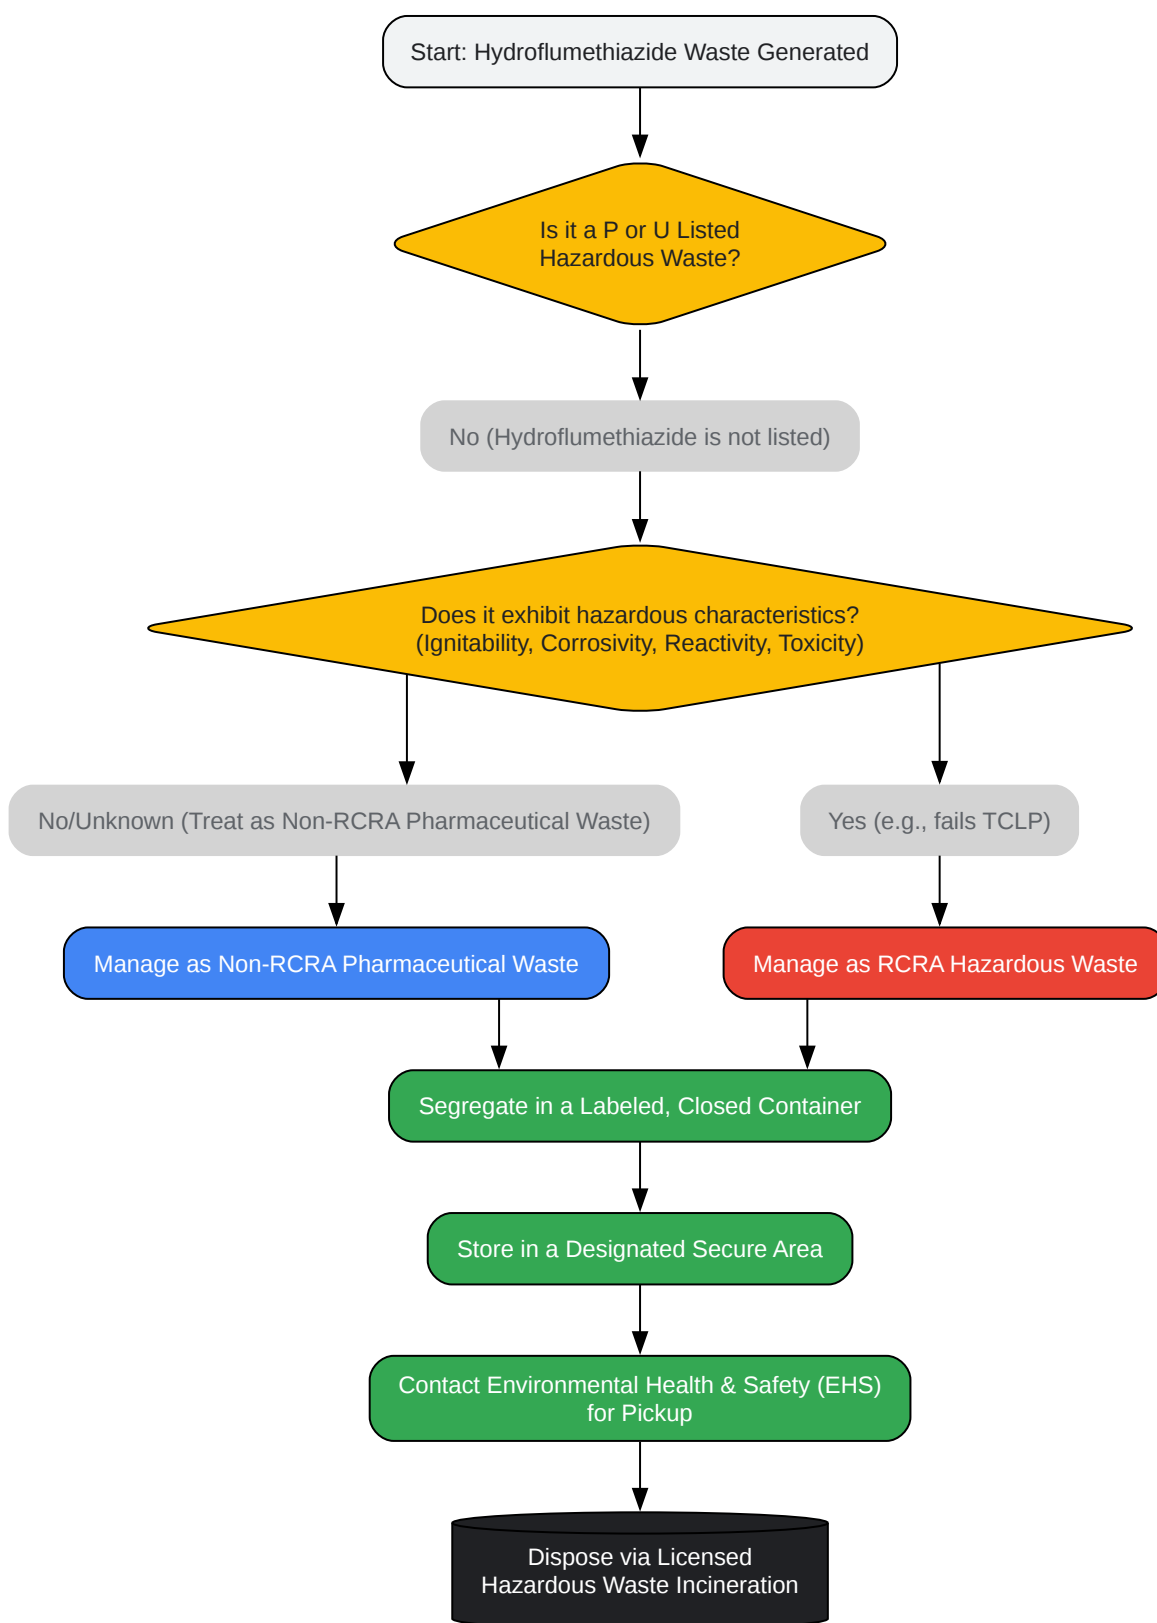 Start: Hydroflumethiazide Waste Generated
Is it a P or U Listed
Hazardous Waste?
No (Hydroflumethiazide is not listed)
Does it exhibit hazardous characteristics?
(Ignitability, Corrosivity, Reactivity, Toxicity)
No/Unknown (Treat as Non-RCRA Pharmaceutical Waste)
Yes (e.g., fails TCLP)
Manage as Non-RCRA Pharmaceutical Waste
Manage as RCRA Hazardous Waste
Segregate in a Labeled, Closed Container
Store in a Designated Secure Area
Contact Environmental Health & Safety (EHS)
for Pickup
Dispose via Licensed
Hazardous Waste Incineration